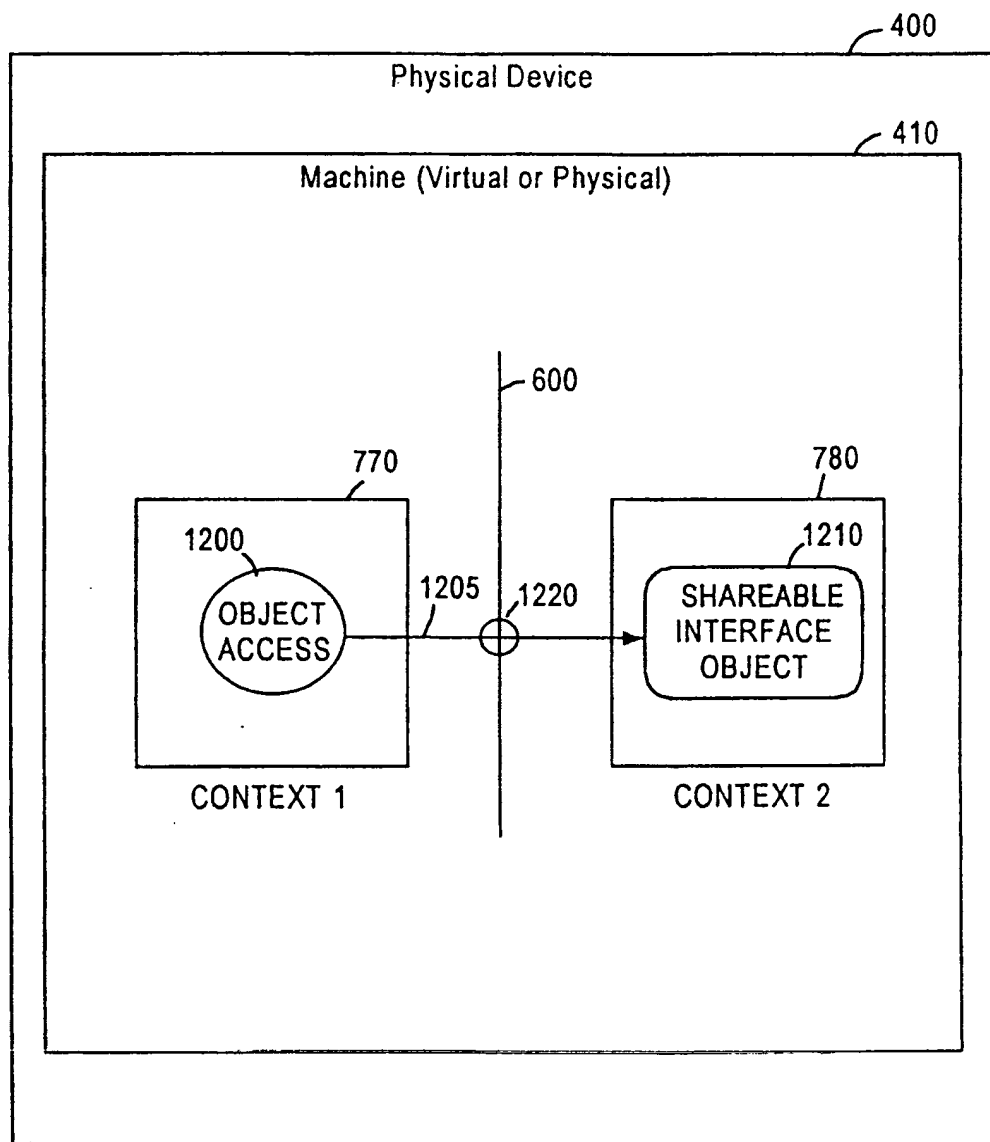 400
Physical Device
410
Machine (Virtual or Physical)
600
770
780
1200
1210
OBJECT
ACCESS
1205
1220
SHAREABLE
INTERFACE
OBJECT
CONTEXT 1
CONTEXT 2